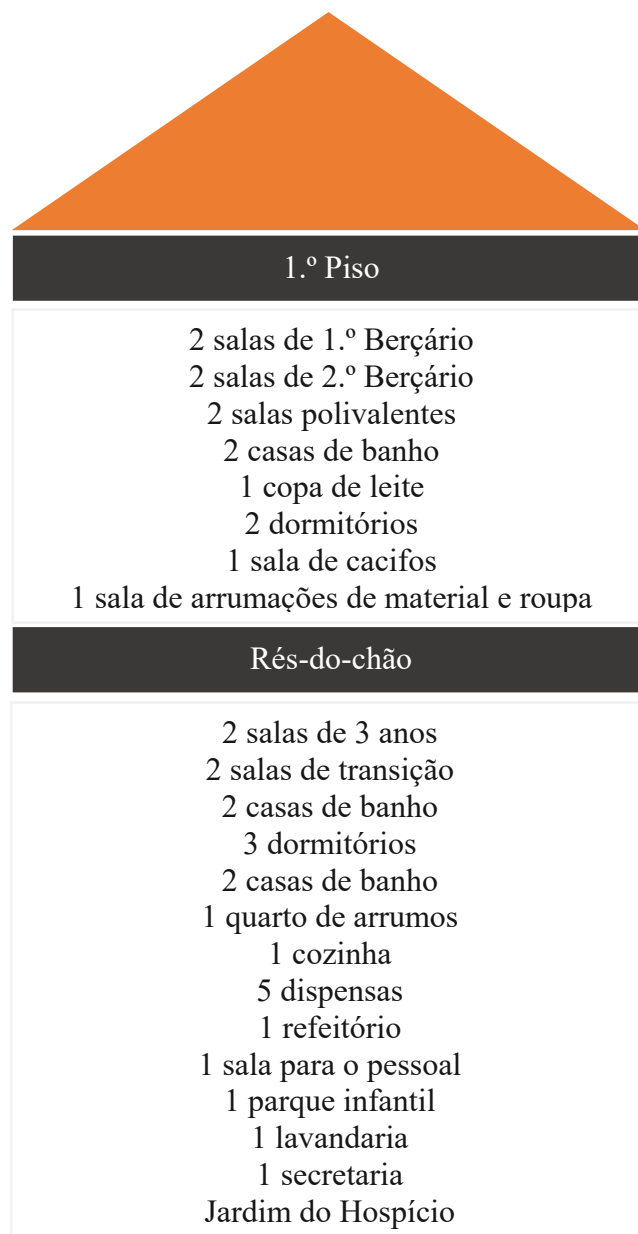 1.º Piso
2 salas de 1.º Berçário
2 salas de 2.º Berçário
2 salas polivalentes
2 casas de banho
1 copa de leite
2 dormitórios
1 sala de cacifos
1 sala de arrumações de material e roupa
Rés-do-chão
2 salas de 3 anos
2 salas de transição
2 casas de banho
3 dormitórios
2 casas de banho
1 quarto de arrumos
1 cozinha
5 dispensas
1 refeitório
1 sala para o pessoal
1 parque infantil
1 lavandaria
1 secretaria
Jardim do Hospício